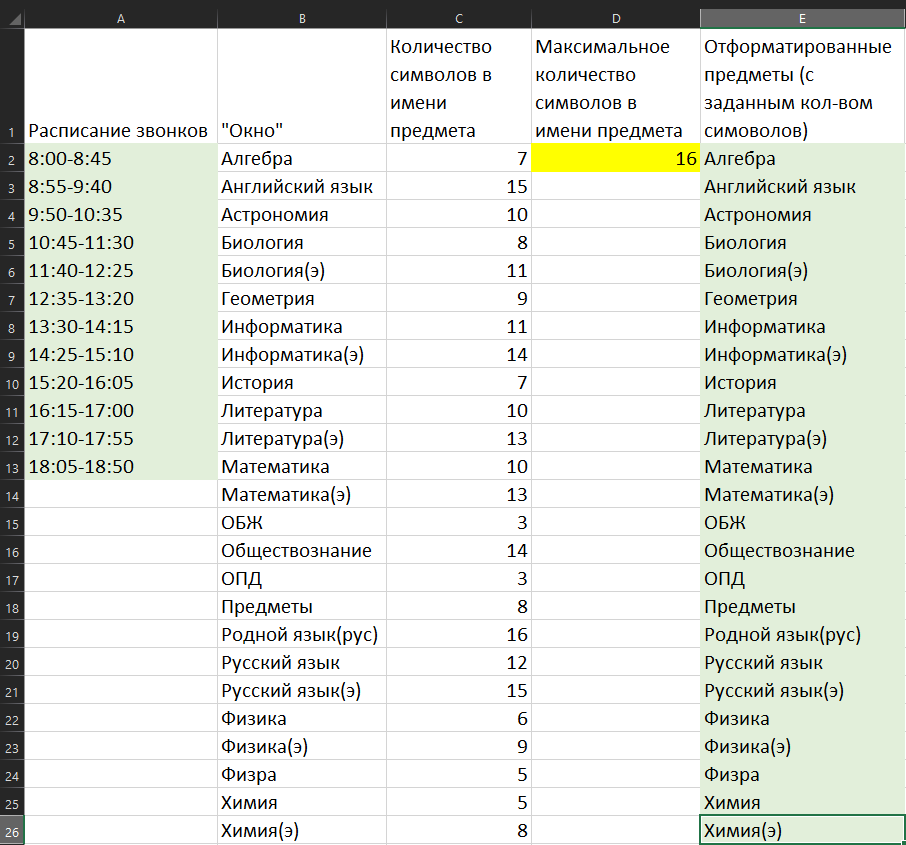 A B C D E
1 Расписание звонков "Окно" Количество символов в имени предмета Максимальное количество символов в имени предмета Отформатированные предметы (с заданным кол-вом симоволов)
2 8:00-8:45 Алгебра 7 16 Алгебра
3 8:55-9:40 Английский язык 15 Английский язык
4 9:50-10:35 Астрономия 10 Астрономия
5 10:45-11:30 Биология 8 Биология
6 11:40-12:25 Биология(э) 11 Биология(э)
7 12:35-13:20 Геометрия 9 Геометрия
8 13:30-14:15 Информатика 11 Информатика
9 14:25-15:10 Информатика(э) 14 Информатика(э)
10 15:20-16:05 История 7 История
11 16:15-17:00 Литература 10 Литература
12 17:10-17:55 Литература(э) 13 Литература(э)
13 18:05-18:50 Математика 10 Математика
14 Математика(э) 13 Математика(э)
15 ОБЖ 3 ОБЖ
16 Обществознание 14 Обществознание
17 ОПД 3 ОПД
18 Предметы 8 Предметы
19 Родной язык(рус) 16 Родной язык(рус)
20 Русский язык 12 Русский язык
21 Русский язык(э) 15 Русский язык(э)
22 Физика 6 Физика
23 Физика(э) 9 Физика(э)
24 Физра 5 Физра
25 Химия 5 Химия
26 Химия(э) 8 Химия(э)